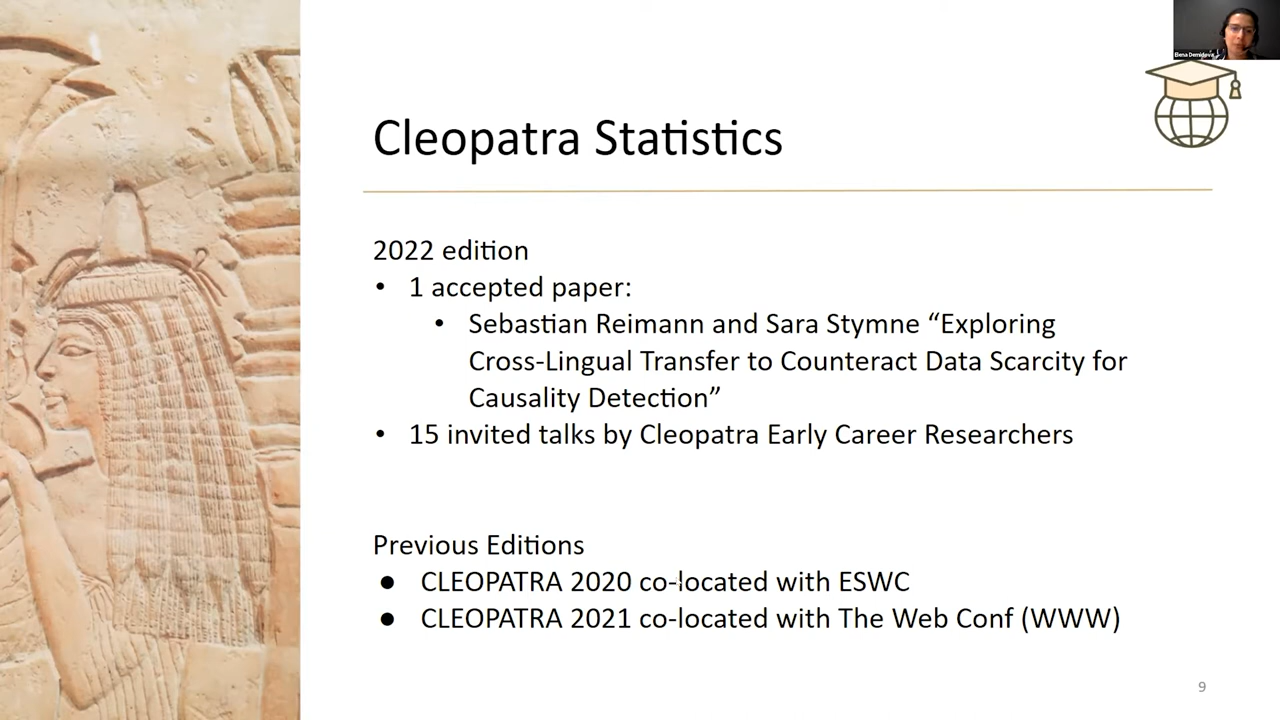 Elena Demidova
Cleopatra Statistics
2022 edition
• 1 accepted paper:
• Sebastian Reimann and Sara Stymne “Exploring
Cross-Lingual Transfer to Counteract Data Scarcity for
Causality Detection”
• 15 invited talks by Cleopatra Early Career Researchers
Previous Editions
● CLEOPATRA 2020 co-located with ESWC
● CLEOPATRA 2021 co-located with The Web Conf (WWW)
9